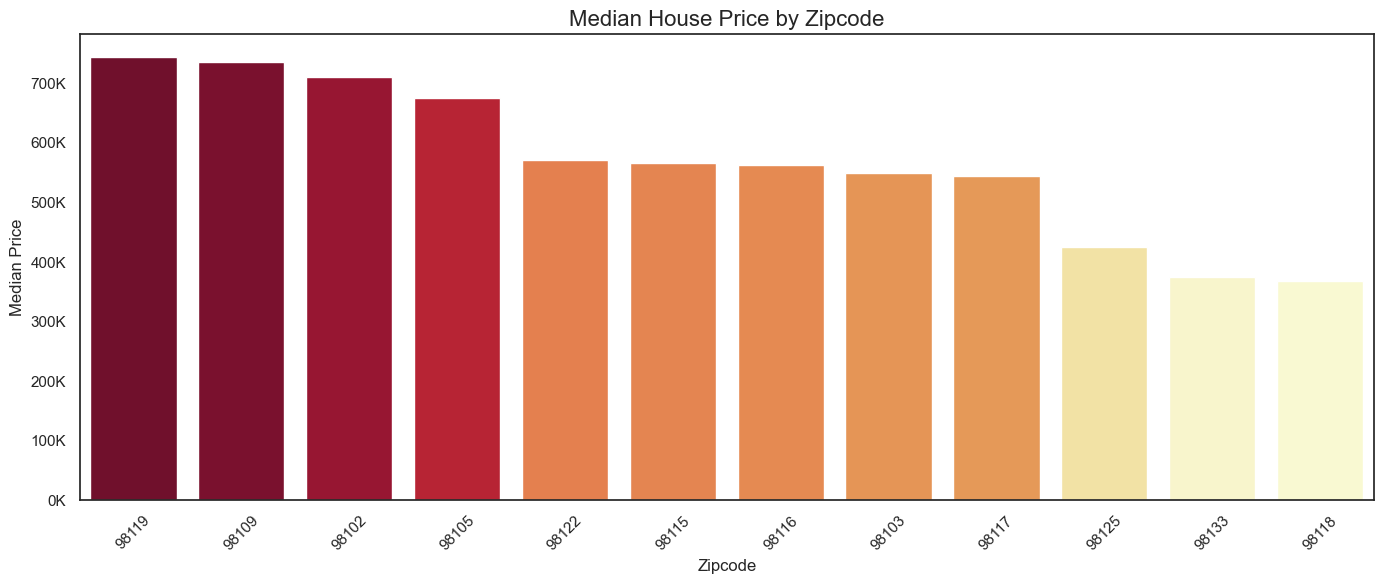 Median House Price by Zipcode
Median Price
700K
600K
500K
400K
300K
200K
100K
0K
98119
98109
98102
98105
98122
98115
98116
98103
98117
98125
98133
98118
Zipcode